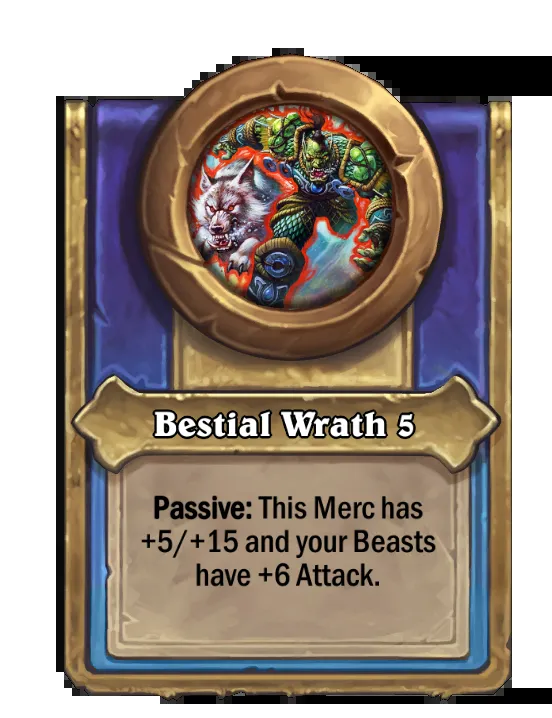 Bestial Wrath 5
Passive: This Merc has
+5/+15 and your Beasts
have +6 Attack.